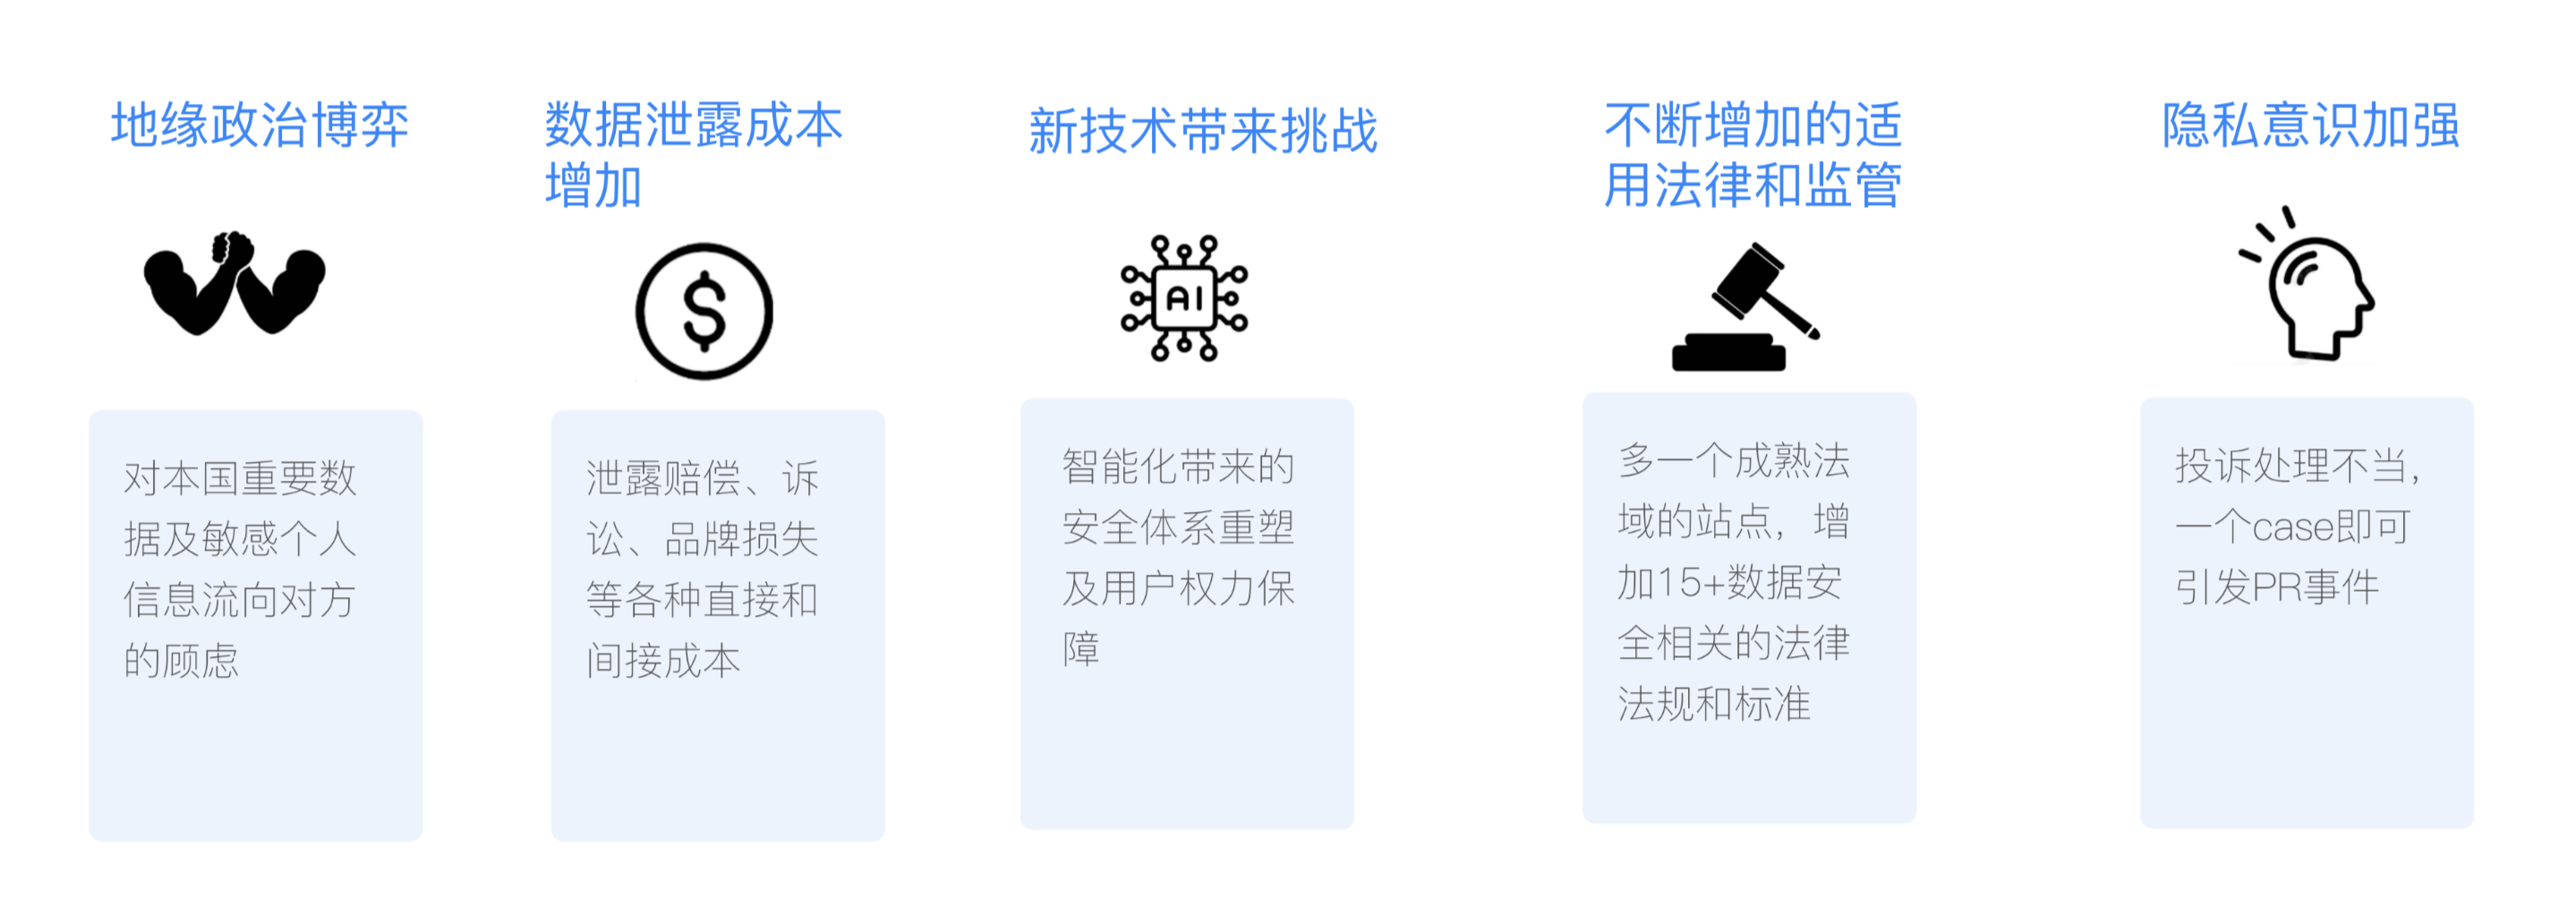 地缘政治博弈
对本国重要数
据及敏感个人
信息流向对方
的顾虑
数据泄露成本
增加
泄露赔偿、诉
讼、品牌损失
等各种直接和
间接成本
新技术带来挑战
AI
智能化带来的
安全体系重塑
及用户权力保
障
不断增加的适
用法律和监管
多一个成熟法
域的站点，增
加15+数据安
全相关的法律
法规和标准
隐私意识加强
投诉处理不当，
一个case即可
引发PR事件